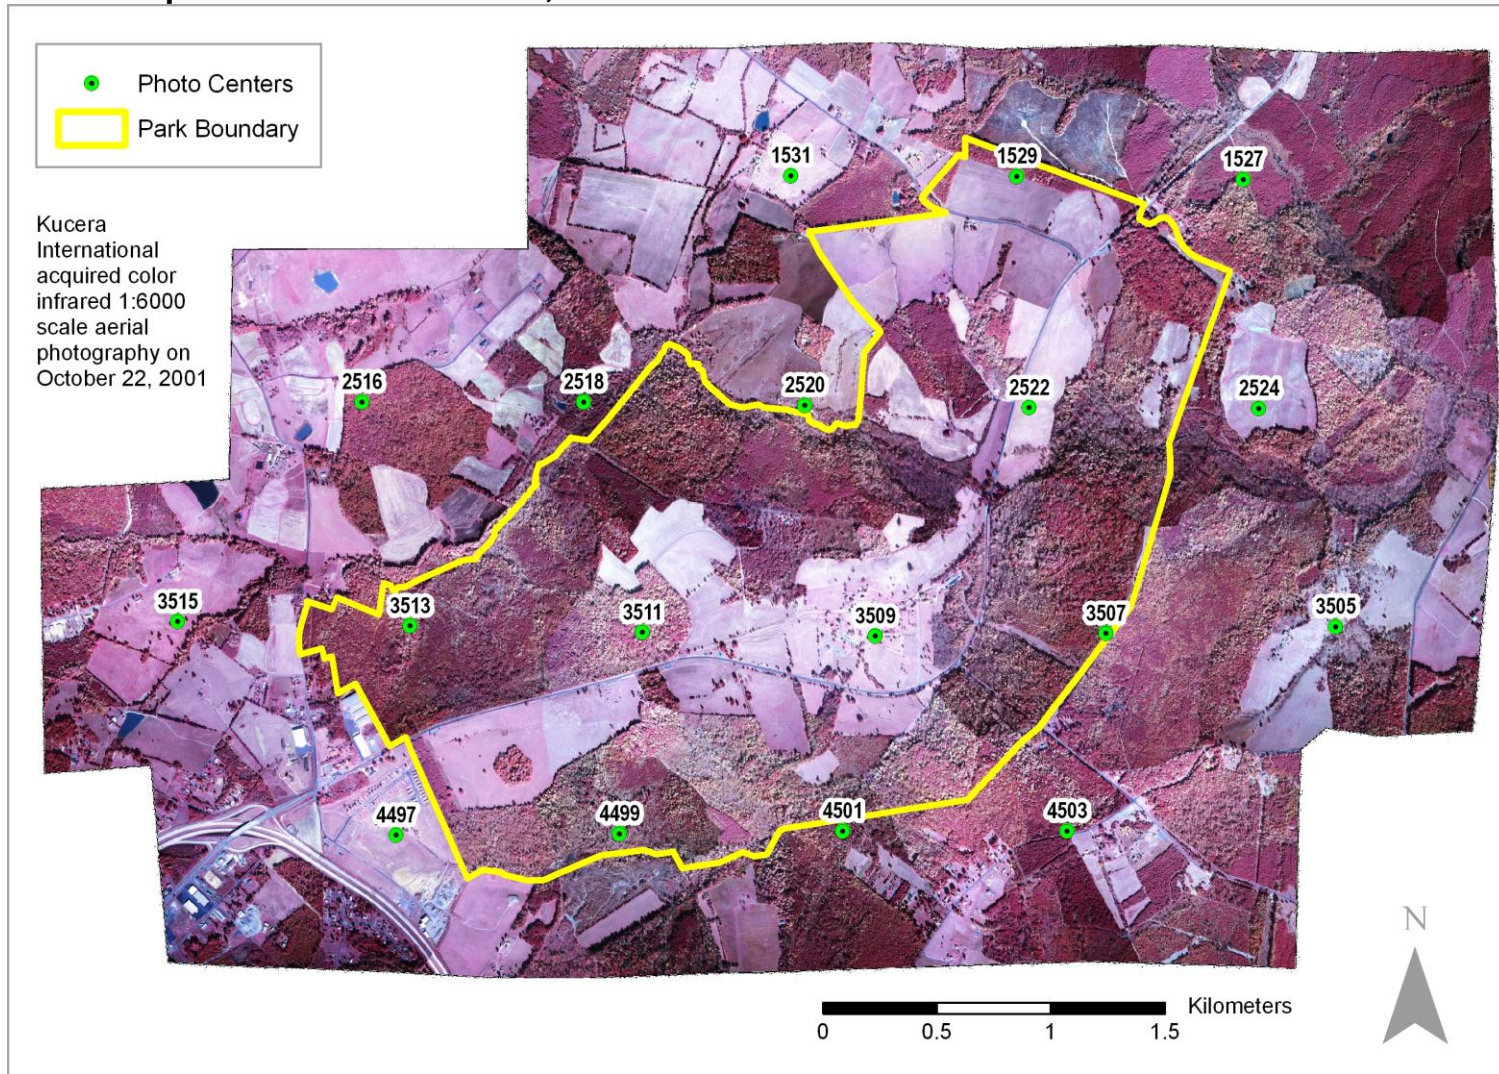 Photo Centers
Park Boundary
Kucera
International
acquired color
infrared 1:6000
scale aerial
photography on
October 22, 2001
1531
1529
1527
2516
2518
2520
2522
2524
3515
3513
3511
3509
3507
3505
4497
4499
4501
4503
N
Kilometers
0 0.5 1 1.5